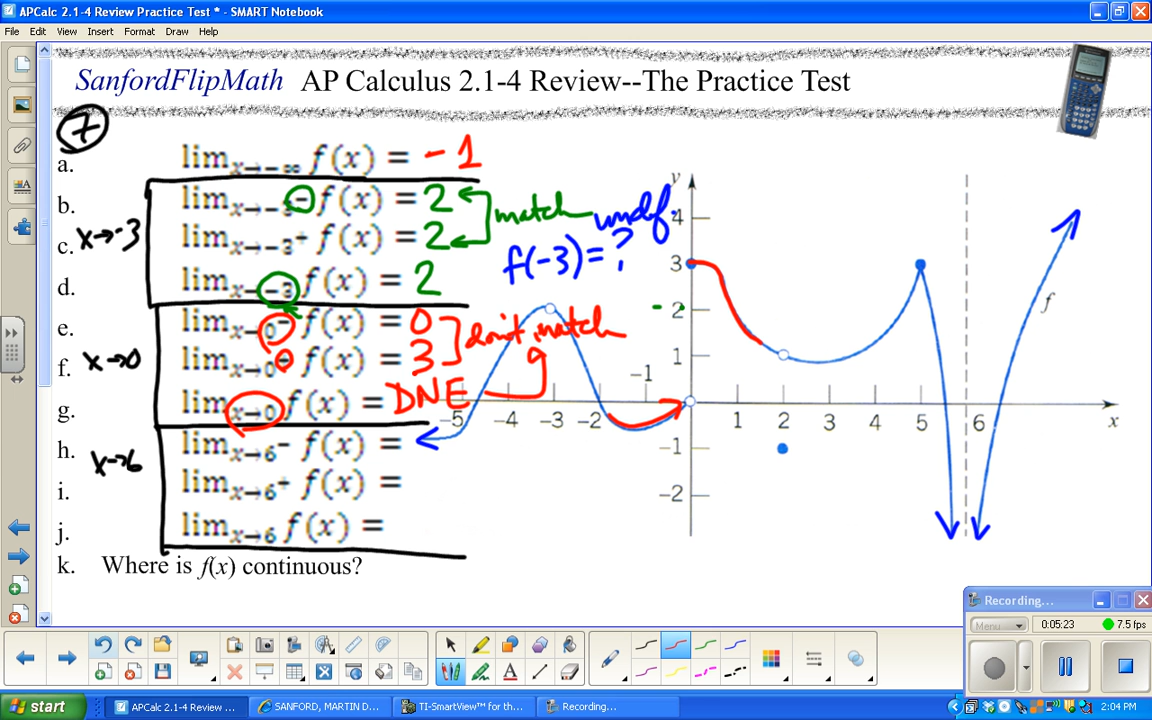 APCalc 2.1-4 Review Practice Test * - SMART Notebook
File Edit View Insert Format Draw Help
SanfordFlipMath AP Calculus 2.1-4 Review--The Practice Test
7
a. lim x→-∞ f(x) = -1
b. lim x→-3⁻ f(x) = 2
c. lim x→-3⁺ f(x) = 2
d. lim x→-3 f(x) = 2
e. lim x→0⁻ f(x) = 0
f. lim x→0⁺ f(x) = 3
g. lim x→0 f(x) = DNE
h. lim x→6⁻ f(x) =
i. lim x→6⁺ f(x) =
j. lim x→6 f(x) =
k. Where is f(x) continuous?
x→-3
x→0
x→6
match
undf.
f(-3)=?
don't match
y
4
3
2
1
-1
-5 -4 -3 -2 1 2 3 4 5 6 x
-1
-2
f
Recording...
Menu
0:05:23
7.5 fps
start
APCalc 2.1-4 Review ...
SANFORD, MARTIN D...
TI-SmartView™ for th...
Recording...
2:04 PM